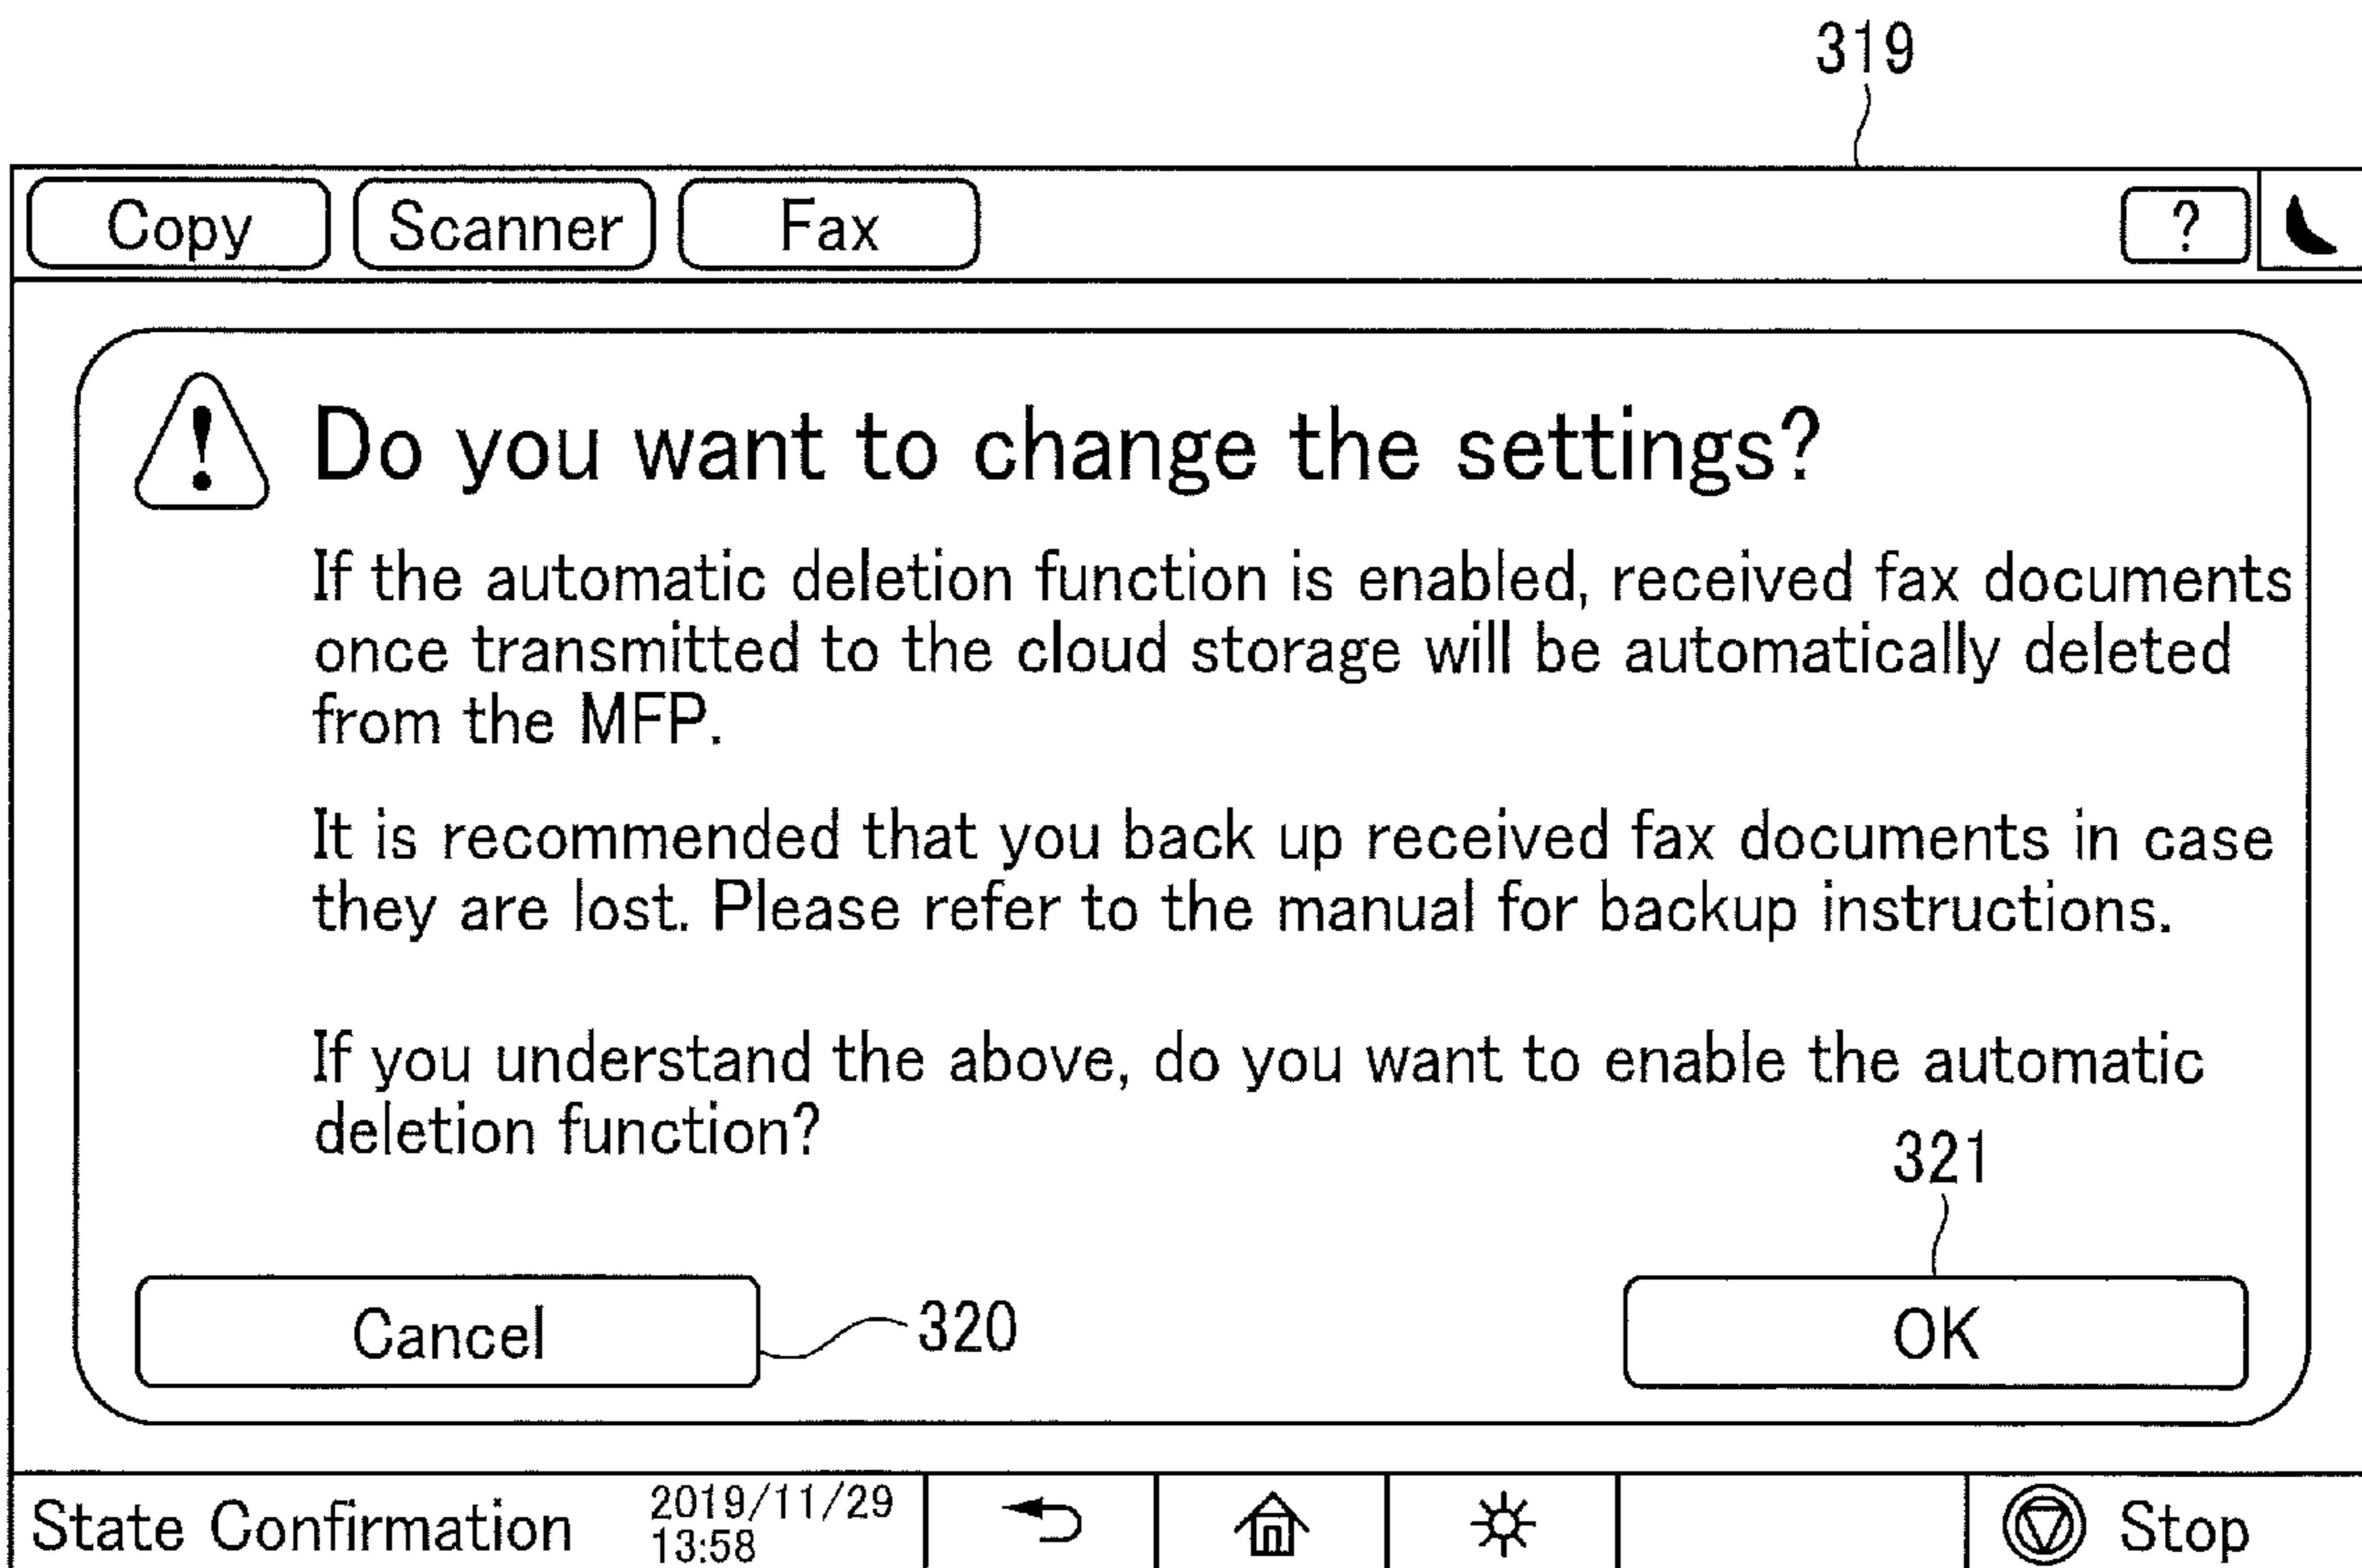 319
Copy Scanner Fax ?
Do you want to change the settings?
If the automatic deletion function is enabled, received fax documents
once transmitted to the cloud storage will be automatically deleted
from the MFP.
It is recommended that you back up received fax documents in case
they are lost. Please refer to the manual for backup instructions.
If you understand the above, do you want to enable the automatic
deletion function?
321
Cancel 320 OK
State Confirmation 2019/11/29
13:58
Stop